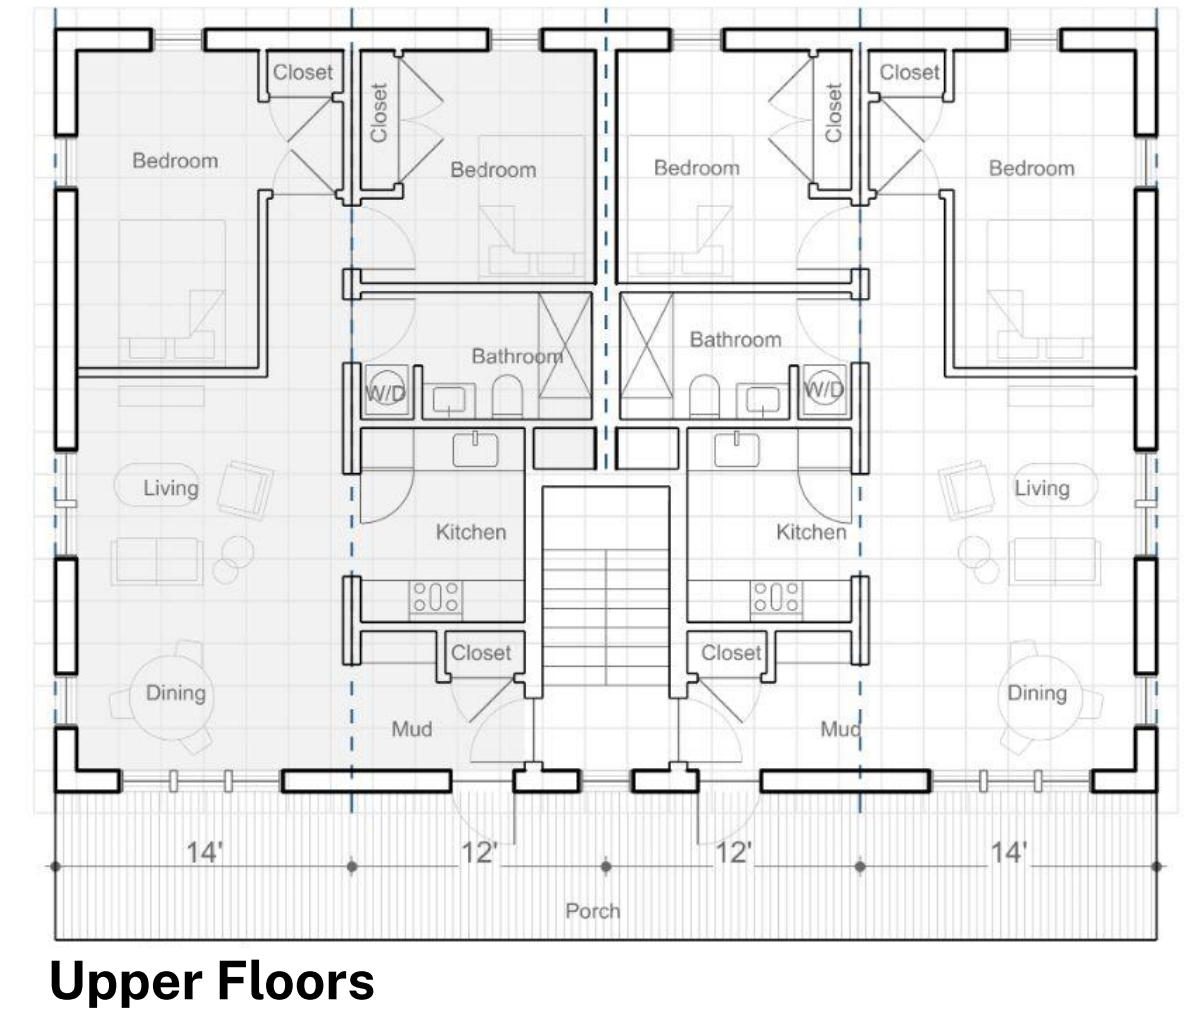 Closet
Closet
Closet
Closet
Bedroom
Bedroom
Bedroom
Bedroom
Bathroom
Bathroom
W/D
W/D
Living
Living
Kitchen
Kitchen
Closet
Closet
Dining
Dining
Mud
Mud
14'
12'
12'
14'
Porch
Upper Floors